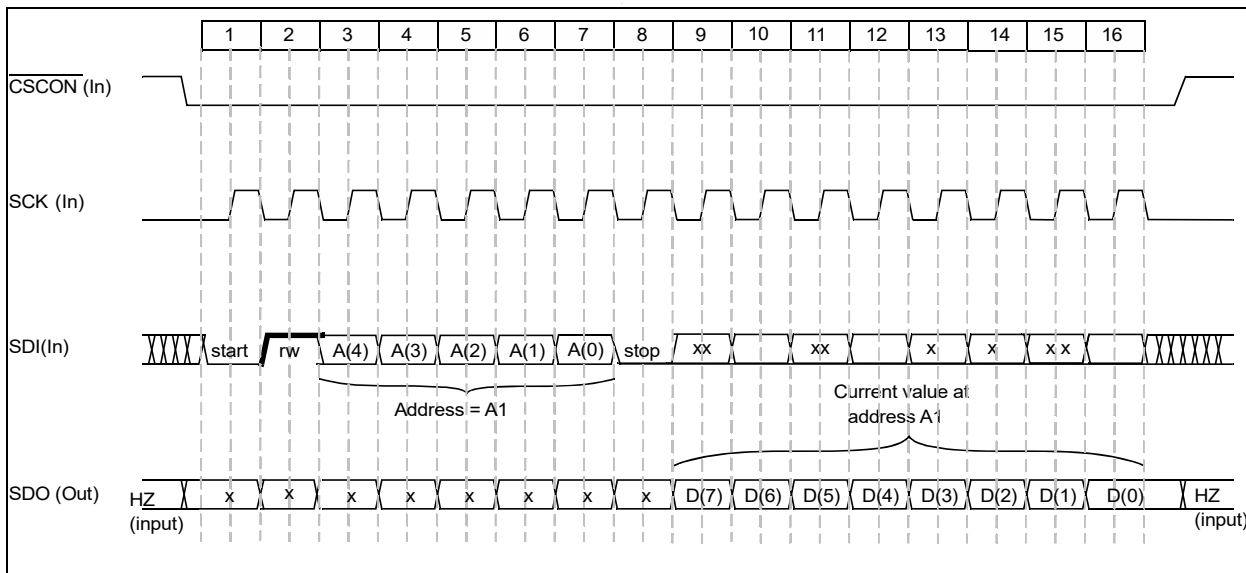 1 2 3 4 5 6 7 8 9 10 11 12 13 14 15 16
CSCON (In)
SCK (In)
SDI(In) start rw A(4) A(3) A(2) A(1) A(0) stop xx xx x x x x
Address = A1
Current value at
address A1
SDO (Out) HZ x x x x x x x x D(7) D(6) D(5) D(4) D(3) D(2) D(1) D(0) HZ
(input) (input)